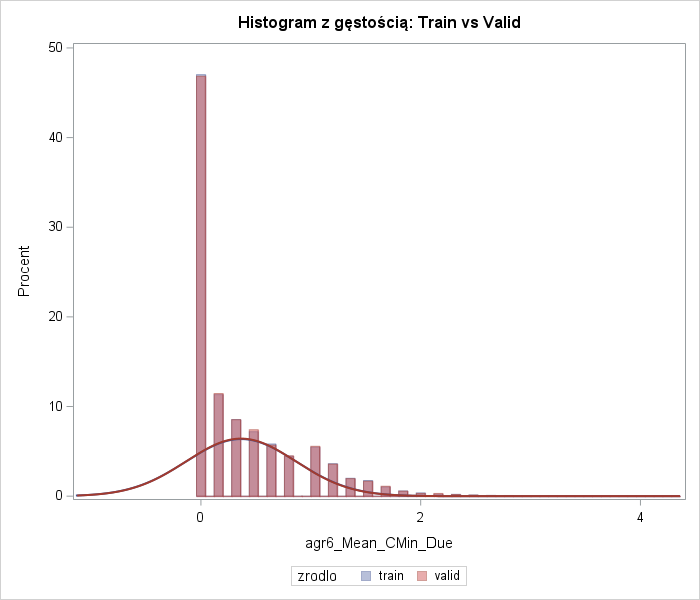 Histogram z gęstością: Train vs Valid
50
40
30
20
10
0
Procent
0 2 4
agr6_Mean_CMin_Due
zrodlo train valid